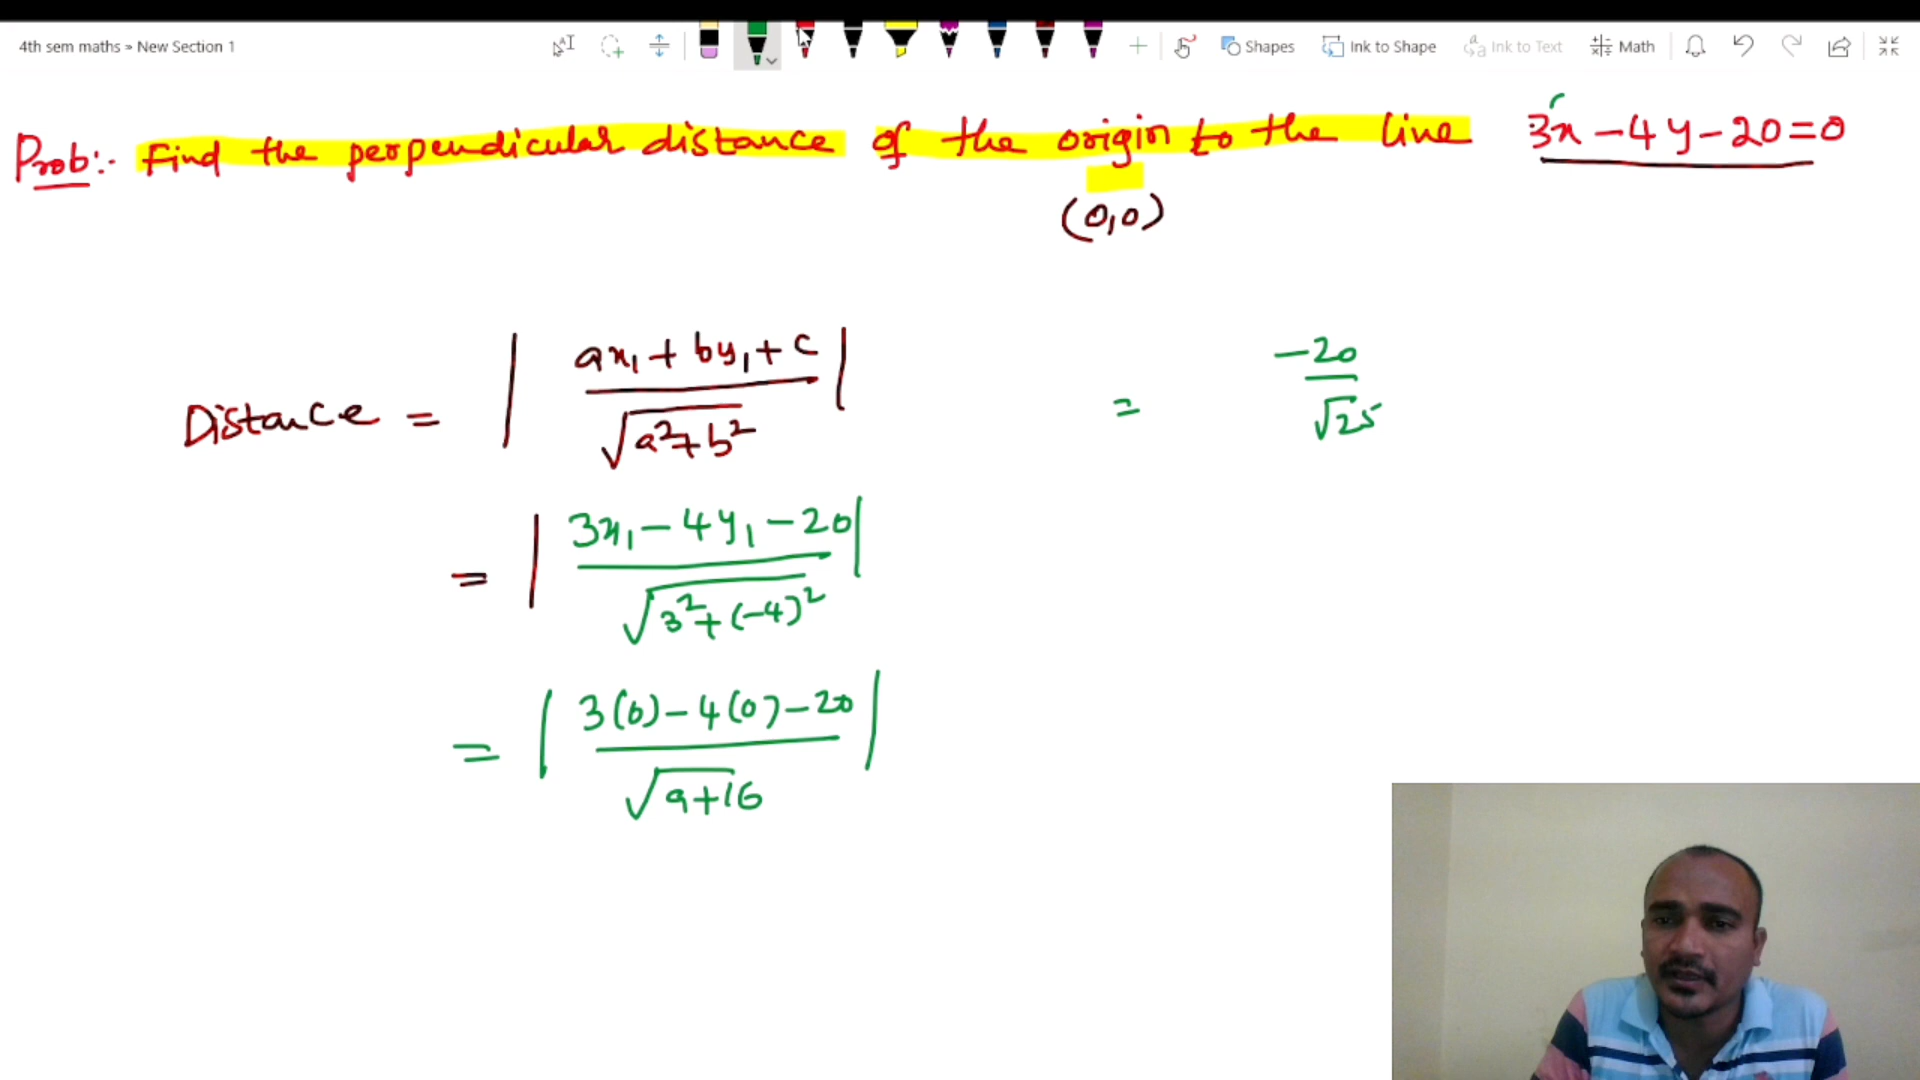 4th sem maths » New Section 1
Shapes
Ink to Shape
Ink to Text
Math
Prob:- Find the perpendicular distance of the origin to the line 3x - 4y - 20 = 0
(0,0)
Distance = | ax₁ + by₁ + c / √a²+b² |
= | 3x₁ - 4y₁ - 20 / √3²+(-4)² |
= | 3(0) - 4(0) - 20 / √9+16 |
= -20 / √25